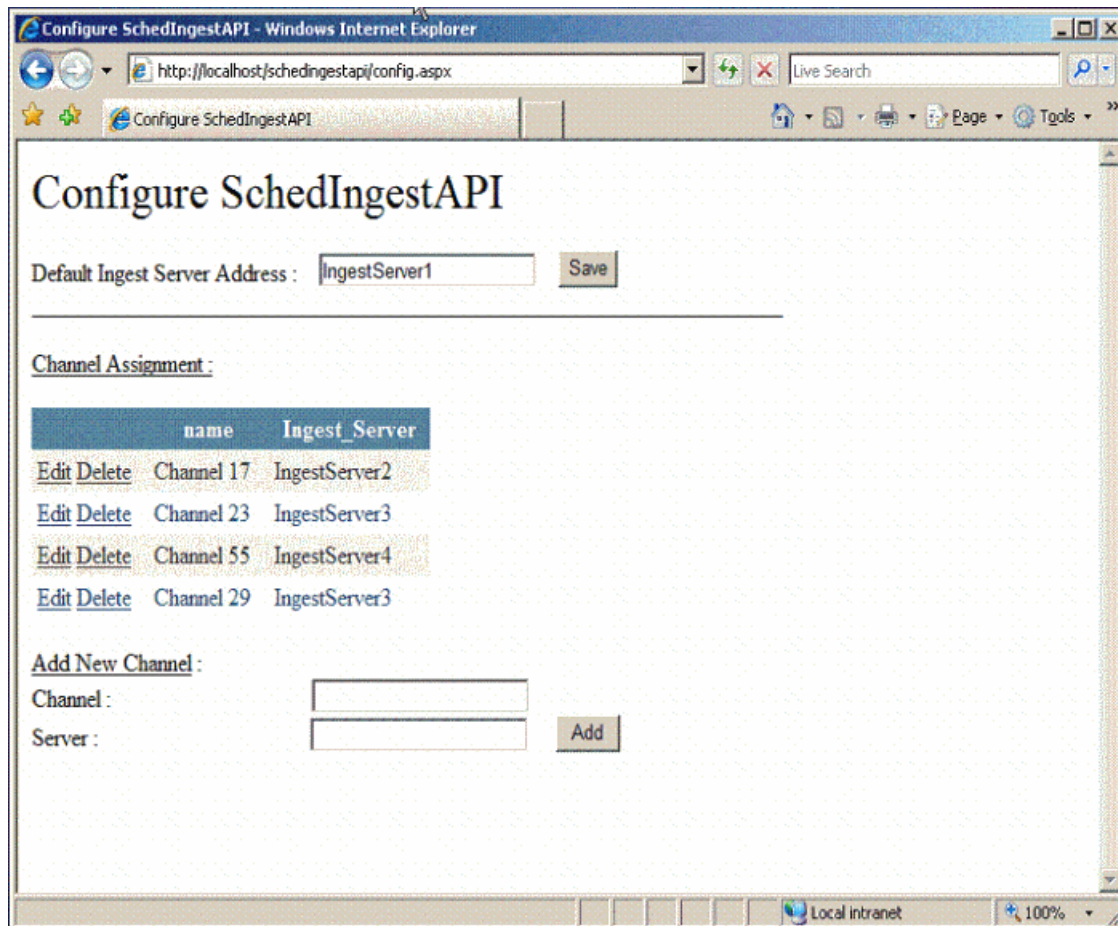 Configure SchedIngestAPI - Windows Internet Explorer
http://localhost/schedingestapi/config.aspx
Live Search
Configure SchedIngestAPI
Page
Tools
»
Configure SchedIngestAPI
Default Ingest Server Address : IngestServer1 Save
Channel Assignment :
name Ingest_Server
Edit Delete Channel 17 IngestServer2
Edit Delete Channel 23 IngestServer3
Edit Delete Channel 55 IngestServer4
Edit Delete Channel 29 IngestServer3
Add New Channel :
Channel :
Server : Add
Local intranet 100%